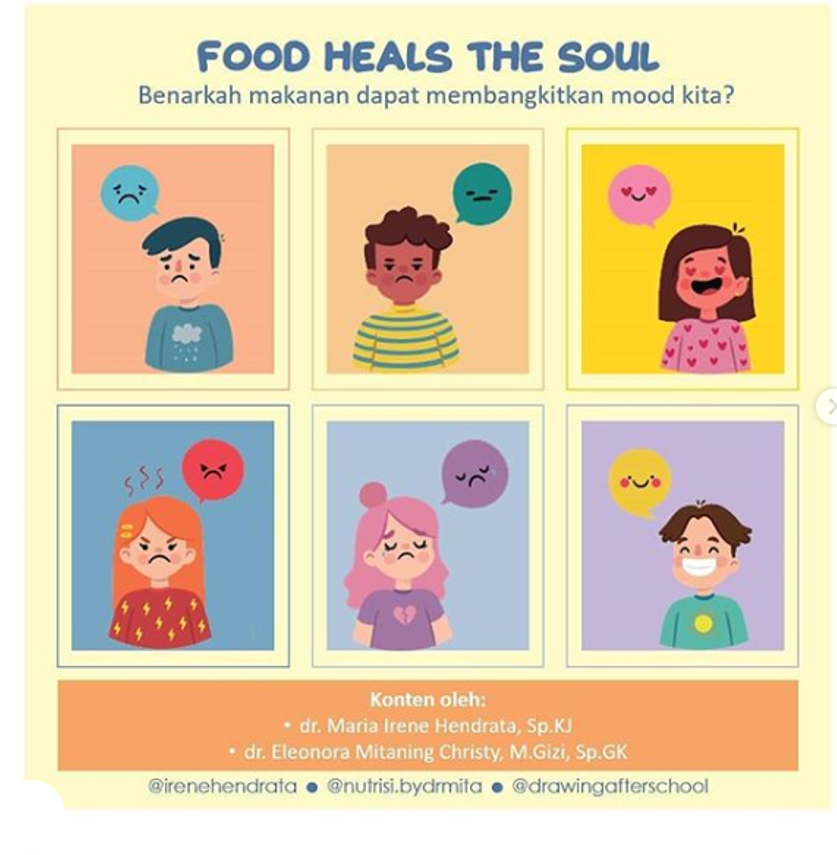 FOOD HEALS THE SOUL
Benarkah makanan dapat membangkitkan mood kita?
Konten oleh:
• dr. Maria Irene Hendrata, Sp.KJ
• dr. Eleonora Mitaning Christy, M.Gizi, Sp.GK
@irenehendrata ● @nutrisi.bydrmita ● @drawingafterschool